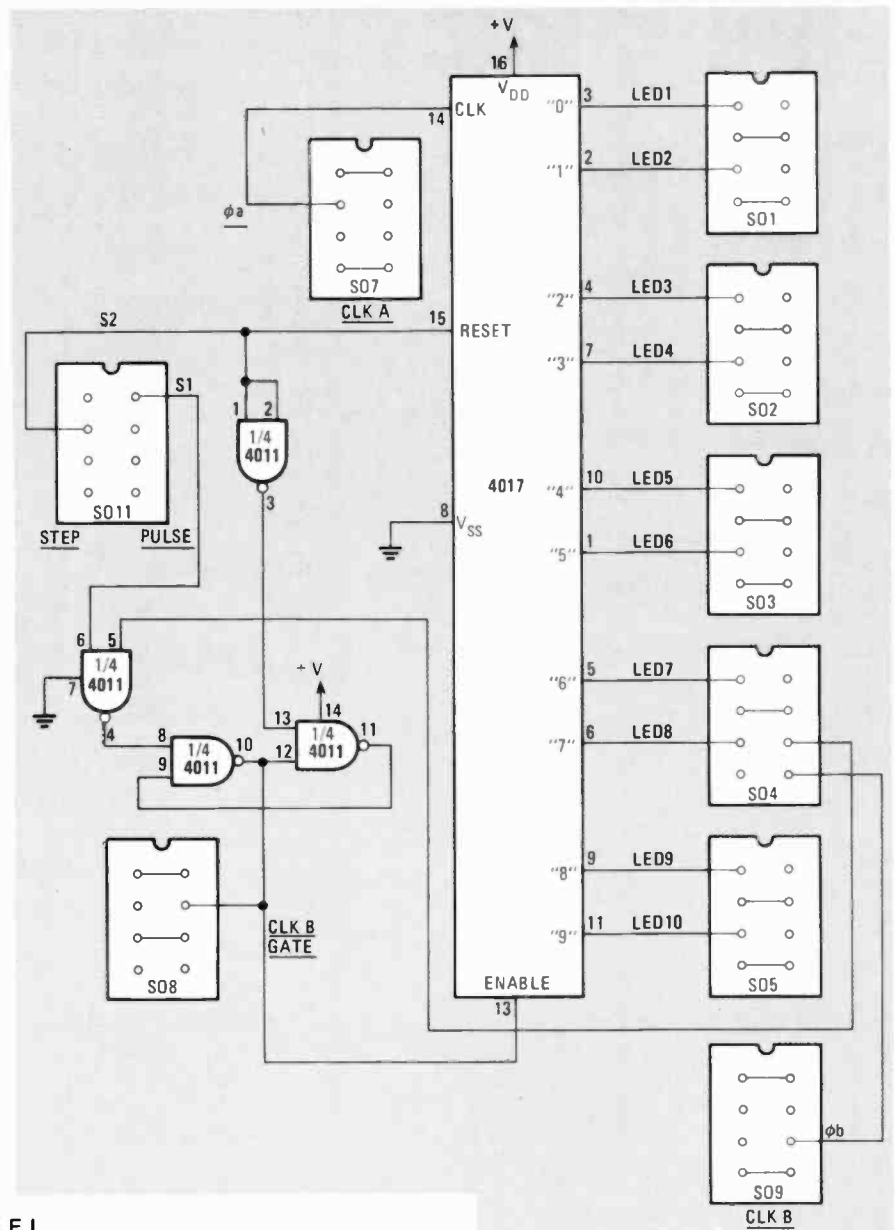 +V
16
VDD
CLK
14
"0"
3
LED1
"1"
2
LED2
SO1
φa
SO7
CLK A
"2"
4
LED3
"3"
7
LED4
SO2
S2
15
RESET
S1
1
2
1/4
4011
3
SO11
STEP
PULSE
4017
"4"
10
LED5
"5"
1
LED6
SO3
8
VSS
6
5
1/4
4011
7
4
+V
14
13
12
1/4
4011
11
8
9
1/4
4011
10
"6"
5
LED7
"7"
6
LED8
SO4
"8"
9
LED9
"9"
11
LED10
SO5
SO8
CLK B
GATE
ENABLE
13
φb
SO9
CLK B